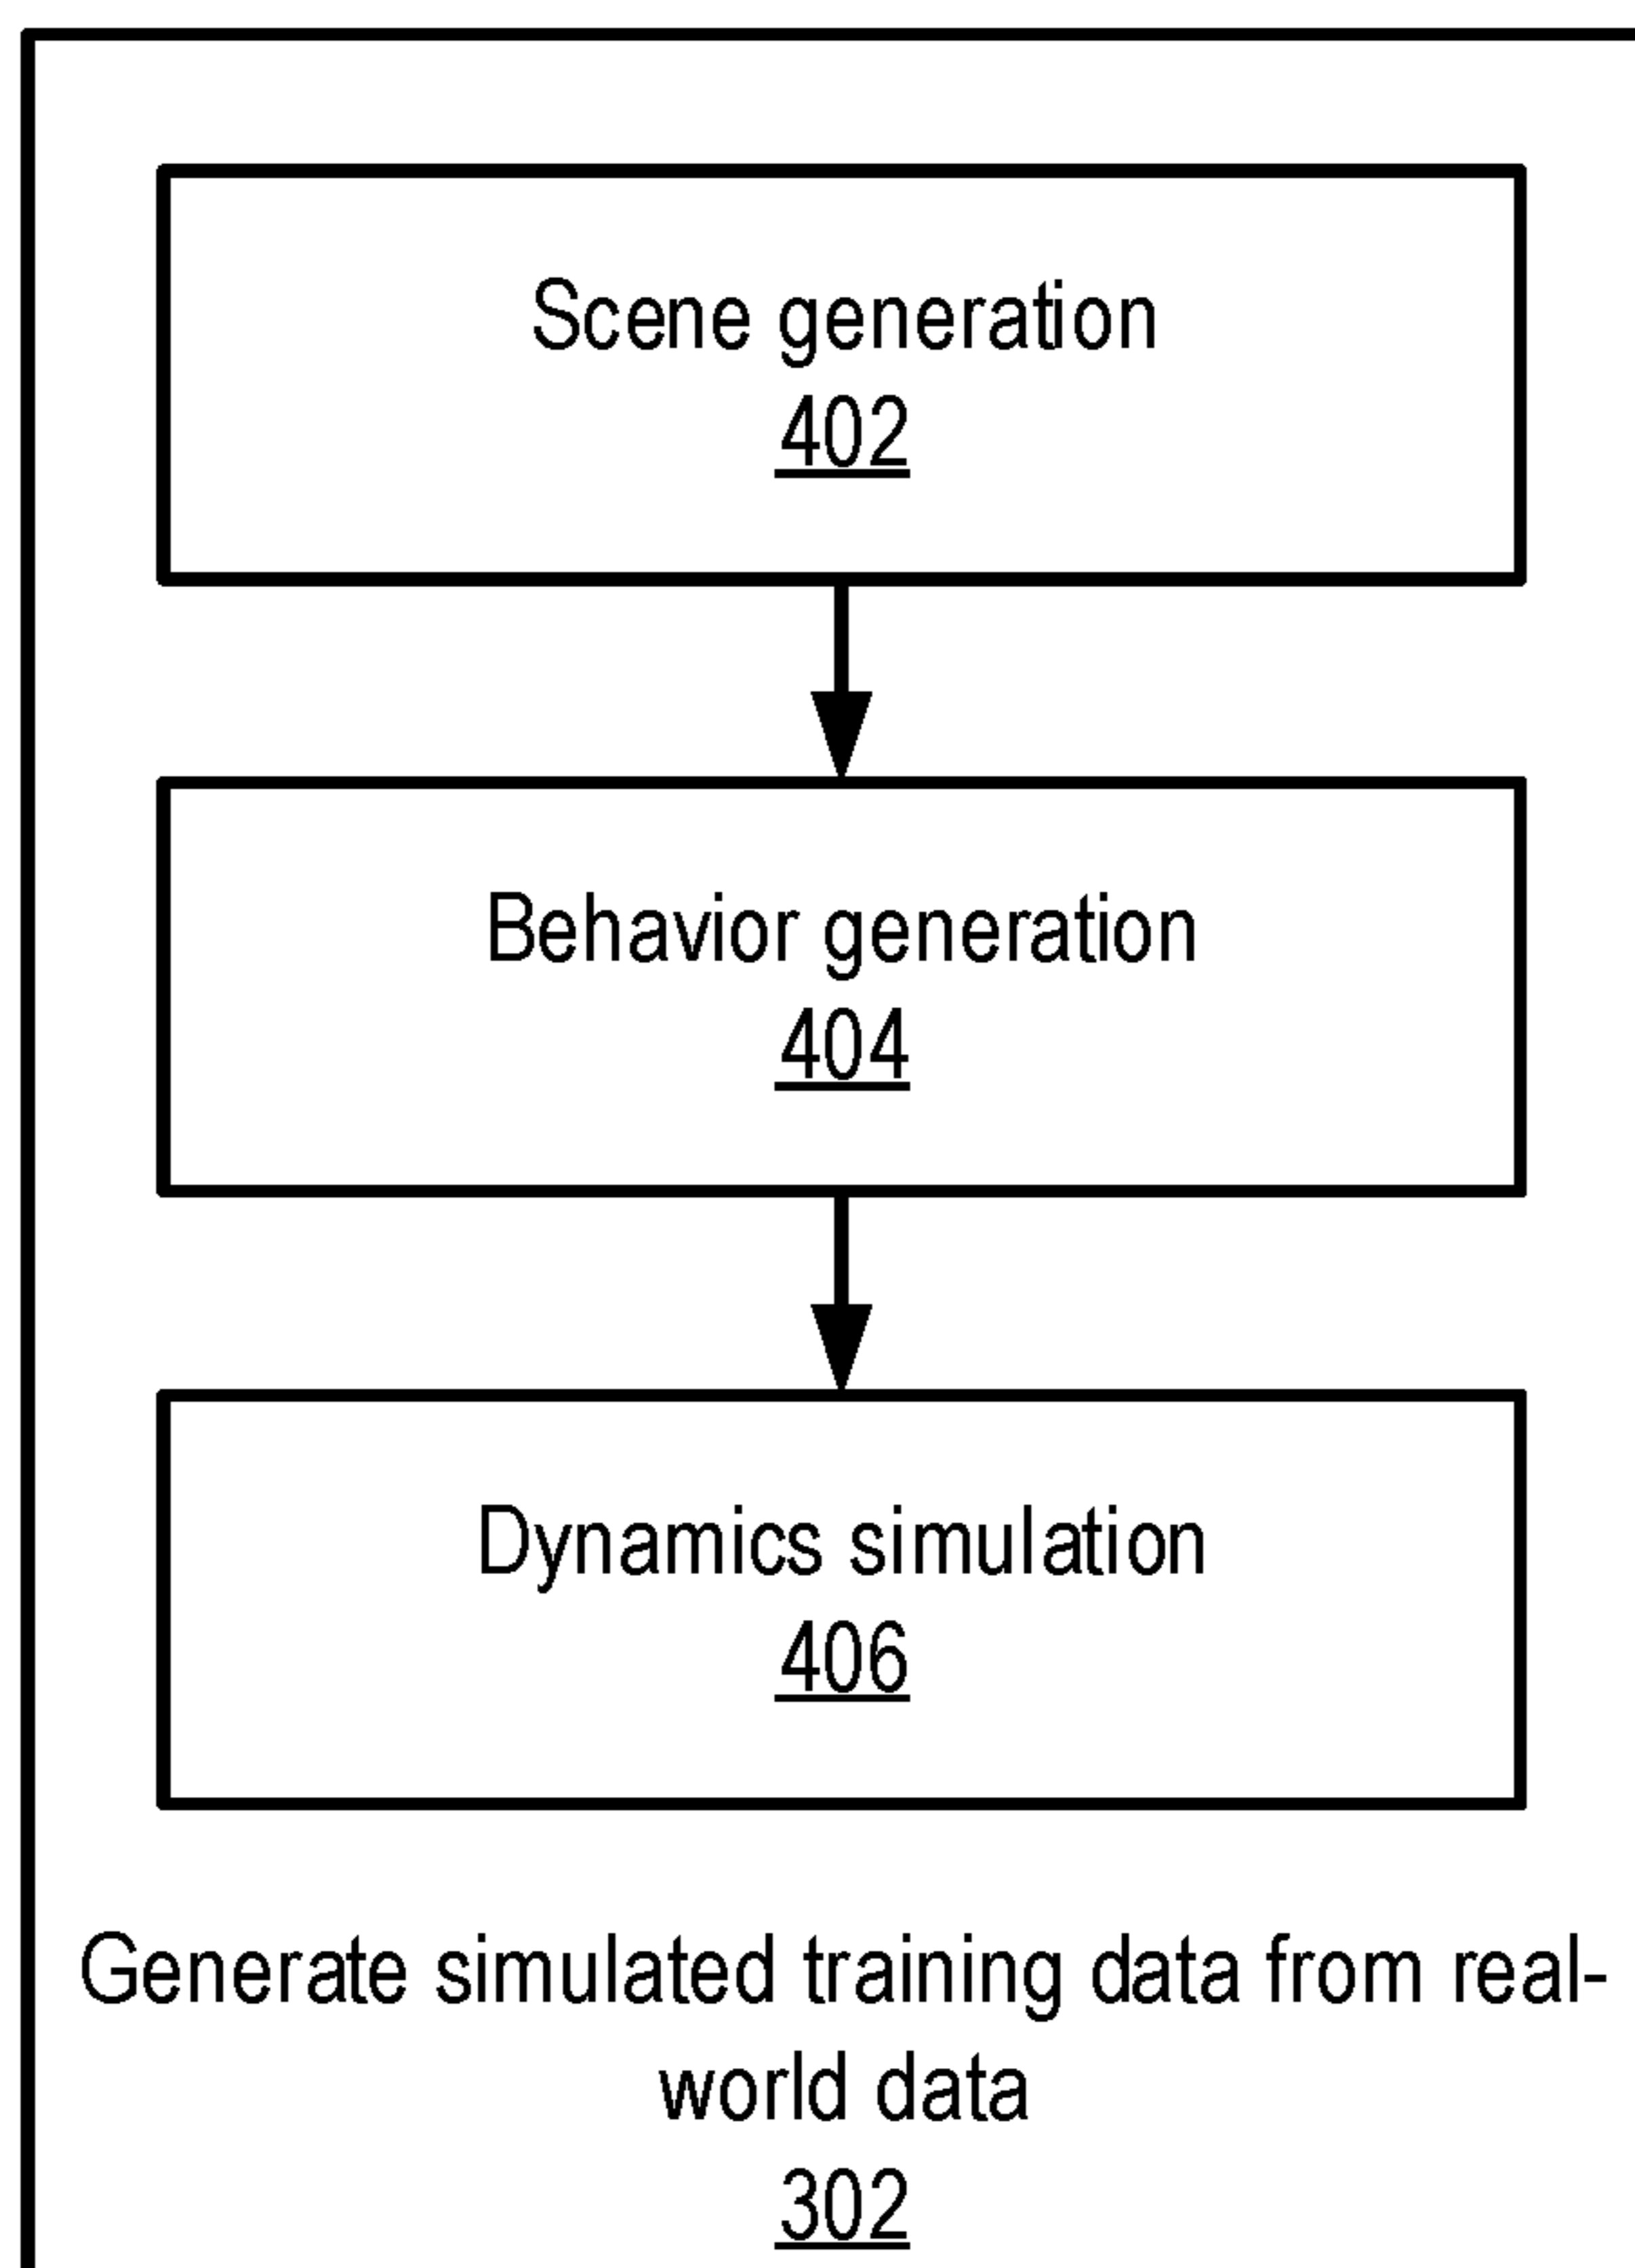 Scene generation
402
Behavior generation
404
Dynamics simulation
406
Generate simulated training data from real-
world data
302